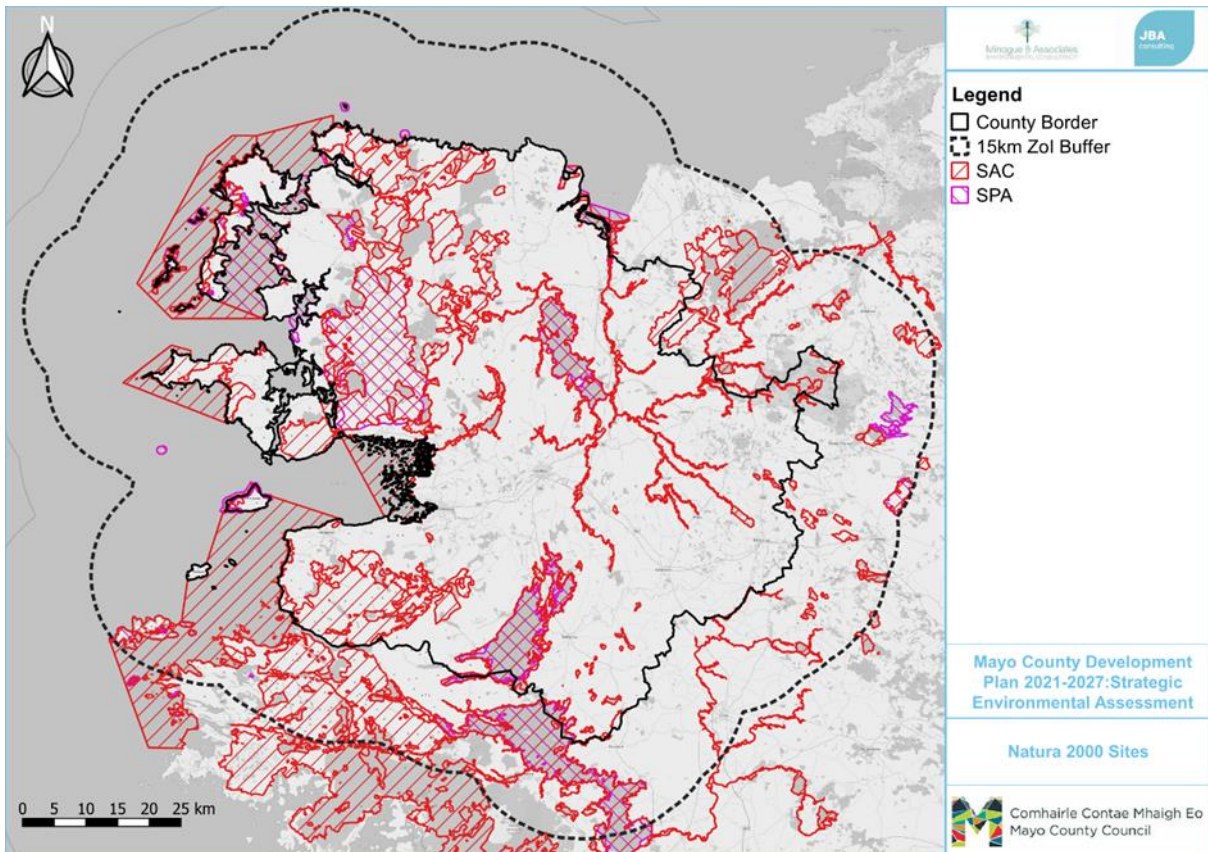 N
0 5 10 15 20 25 km
Minogue & Associates
ENVIRONMENTAL CONSULTANCY
JBA
consulting
Legend
County Border
15km ZoI Buffer
SAC
SPA
Mayo County Development
Plan 2021-2027:Strategic
Environmental Assessment
Natura 2000 Sites
Comhairle Contae Mhaigh Eo
Mayo County Council